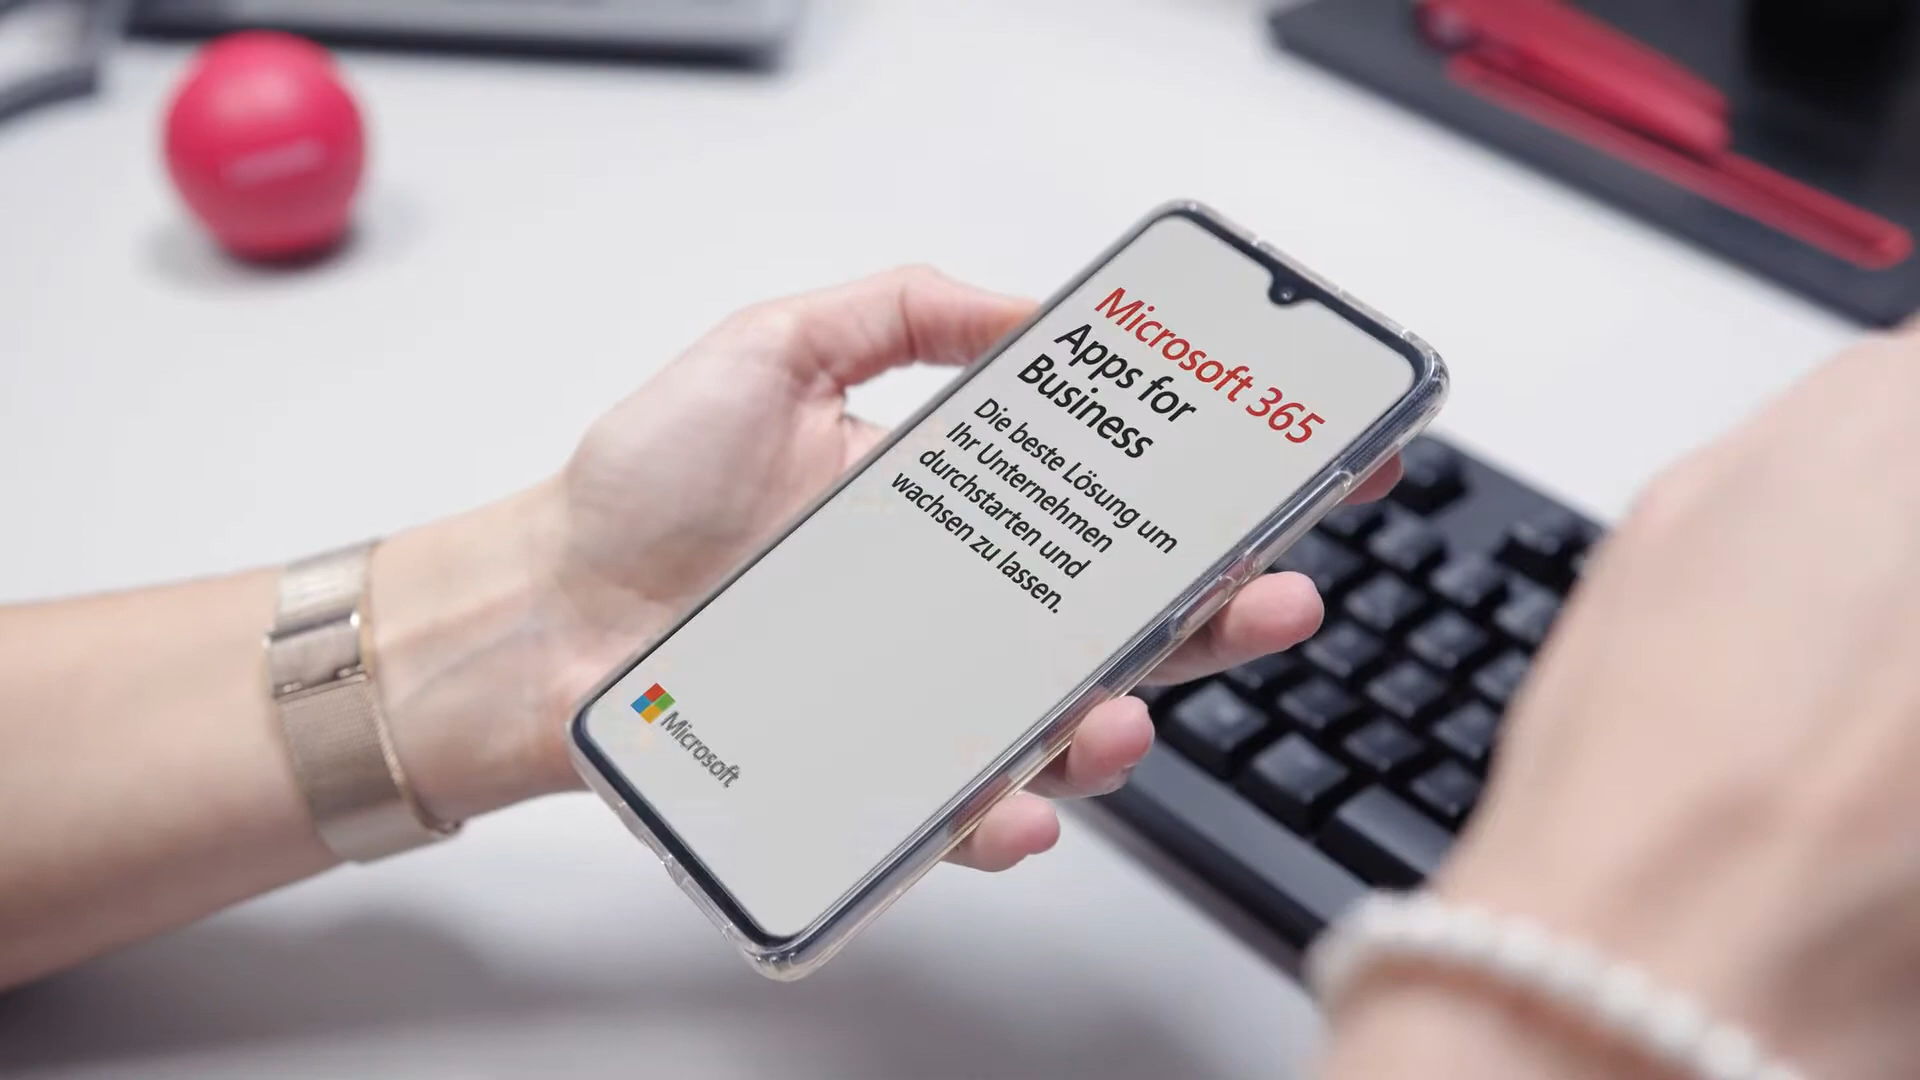 Microsoft 365
Apps for
Business
Die beste Lösung um
Ihr Unternehmen
durchstarten und
wachsen zu lassen.
Microsoft